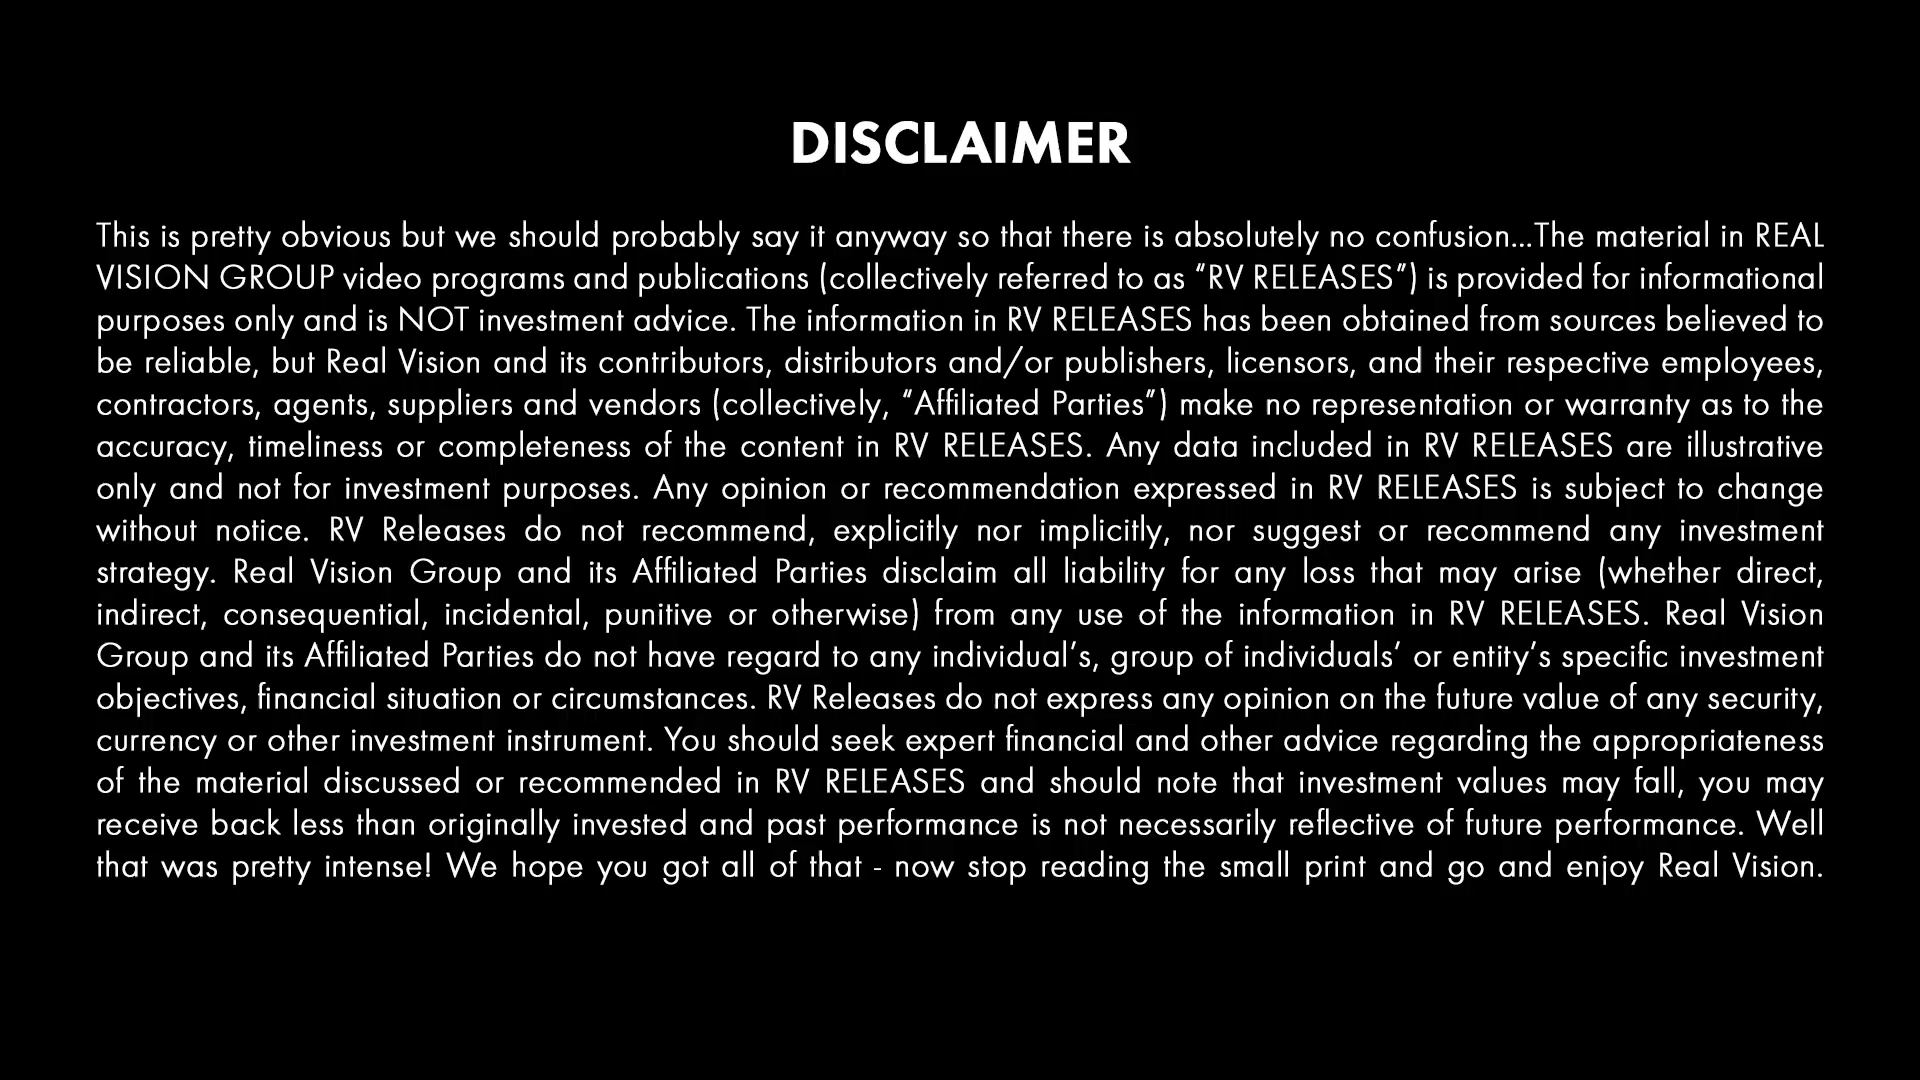 DISCLAIMER
This is pretty obvious but we should probably say it anyway so that there is absolutely no confusion...The material in REAL
VISION GROUP video programs and publications (collectively referred to as “RV RELEASES”) is provided for informational
purposes only and is NOT investment advice. The information in RV RELEASES has been obtained from sources believed to
be reliable, but Real Vision and its contributors, distributors and/or publishers, licensors, and their respective employees,
contractors, agents, suppliers and vendors (collectively, “Affiliated Parties”) make no representation or warranty as to the
accuracy, timeliness or completeness of the content in RV RELEASES. Any data included in RV RELEASES are illustrative
only and not for investment purposes. Any opinion or recommendation expressed in RV RELEASES is subject to change
without notice. RV Releases do not recommend, explicitly nor implicitly, nor suggest or recommend any investment
strategy. Real Vision Group and its Affiliated Parties disclaim all liability for any loss that may arise (whether direct,
indirect, consequential, incidental, punitive or otherwise) from any use of the information in RV RELEASES. Real Vision
Group and its Affiliated Parties do not have regard to any individual’s, group of individuals’ or entity’s specific investment
objectives, financial situation or circumstances. RV Releases do not express any opinion on the future value of any security,
currency or other investment instrument. You should seek expert financial and other advice regarding the appropriateness
of the material discussed or recommended in RV RELEASES and should note that investment values may fall, you may
receive back less than originally invested and past performance is not necessarily reflective of future performance. Well
that was pretty intense! We hope you got all of that - now stop reading the small print and go and enjoy Real Vision.